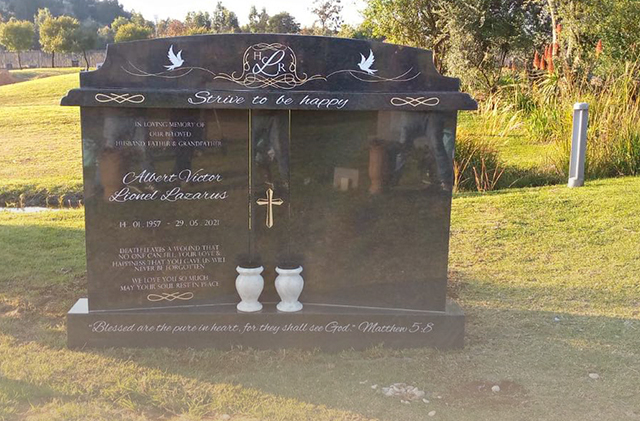 H L R
Strive to be happy
IN LOVING MEMORY OF
OUR BELOVED
HUSBAND, FATHER & GRANDFATHER
Albert Victor
Lionel Lazarus
14. 01. 1957 - 29. 05. 2021
DEATH LEAVES A WOUND THAT
NO ONE CAN FILL, YOUR LOVE &
HAPPINESS THAT YOU GAVE US WILL
NEVER BE FORGOTTEN
WE LOVE YOU SO MUCH
MAY YOUR SOUL REST IN PEACE
"Blessed are the pure in heart, for they shall see God." Matthew 5:8